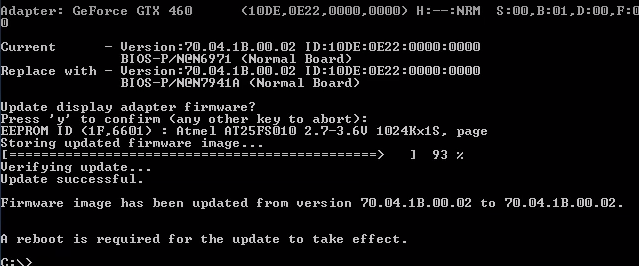 Adapter: GeForce GTX 460     (10DE,0E22,0000,0000) H:--:NRM  S:00,B:01,D:00,F:0
0
Current      - Version:70.04.1B.00.02 ID:10DE:0E22:0000:0000
               BIOS-P/N@N6971 (Normal Board)
Replace with - Version:70.04.1B.00.02 ID:10DE:0E22:0000:0000
               BIOS-P/N@N7941A (Normal Board)
Update display adapter firmware?
Press 'y' to confirm (any other key to abort):
EEPROM ID (1F,6601) : Atmel AT25FS010 2.7-3.6V 1024Kx1S, page
Storing updated firmware image...
[==============================================>   ]  93 %
Verifying update...
Update successful.
Firmware image has been updated from version 70.04.1B.00.02 to 70.04.1B.00.02.
A reboot is required for the update to take effect.
C:\>